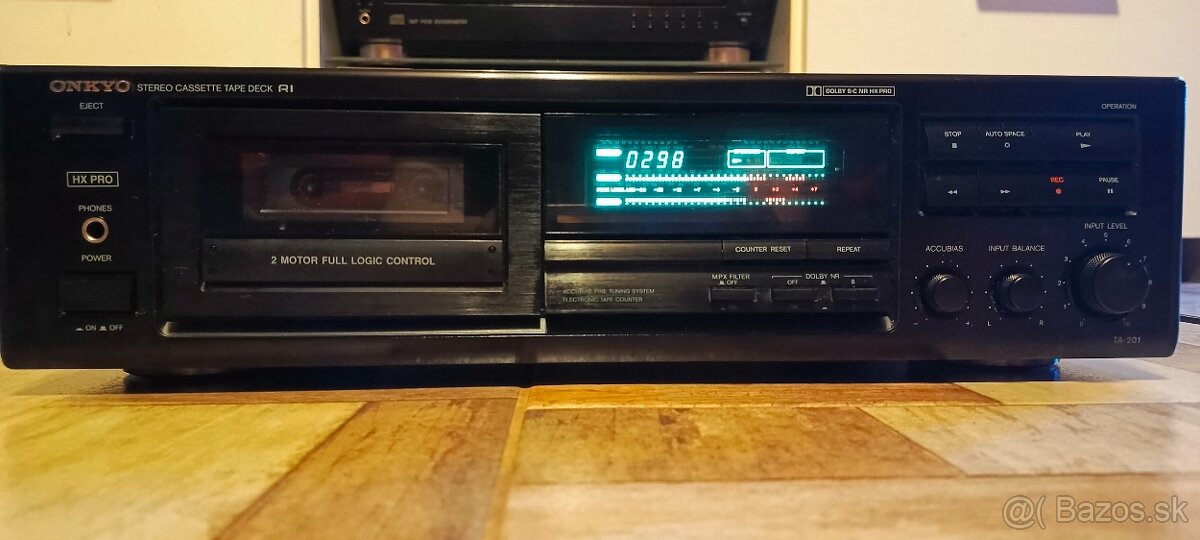 ONKYO STEREO CASSETTE TAPE DECK RI
DOLBY B-C NR HX PRO
OPERATION
EJECT
STOP AUTO SPACE PLAY
0298
HX PRO
REC PAUSE
PHONES
INPUT LEVEL
COUNTER RESET REPEAT
ACCUBIAS INPUT BALANCE
POWER
2 MOTOR FULL LOGIC CONTROL
MPX FILTER DOLBY NR
OFF OFF B
ACCUBIAS FINE TUNING SYSTEM
ELECTRONIC TAPE COUNTER
L R
ON OFF
TA-201
@( Bazos.sk